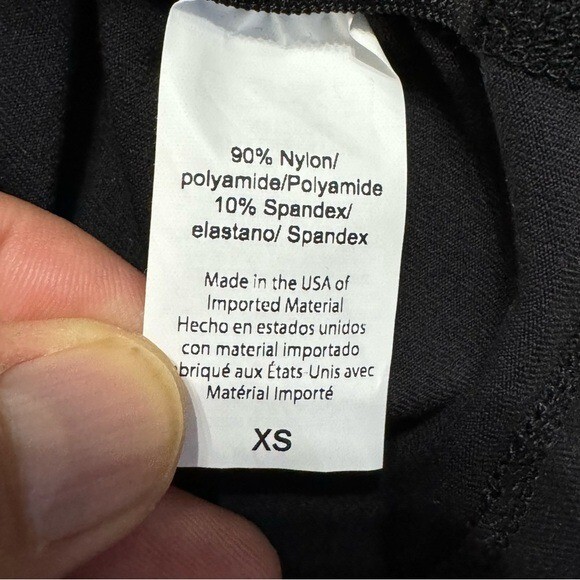 90% Nylon/
polyamide/Polyamide
10% Spandex/
elastano/ Spandex
Made in the USA of
Imported Material
Hecho en estados unidos
con material importado
briqué aux États-Unis avec
Matérial Importé
XS